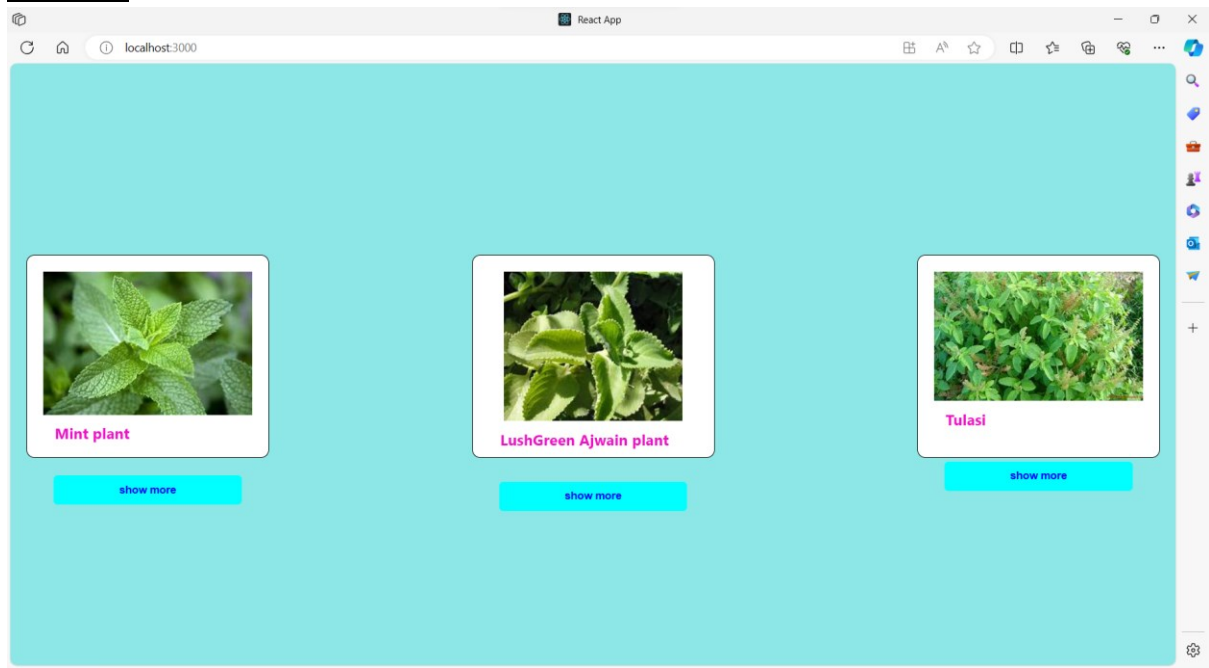 React App
localhost:3000
Mint plant
LushGreen Ajwain plant
Tulasi
show more
show more
show more